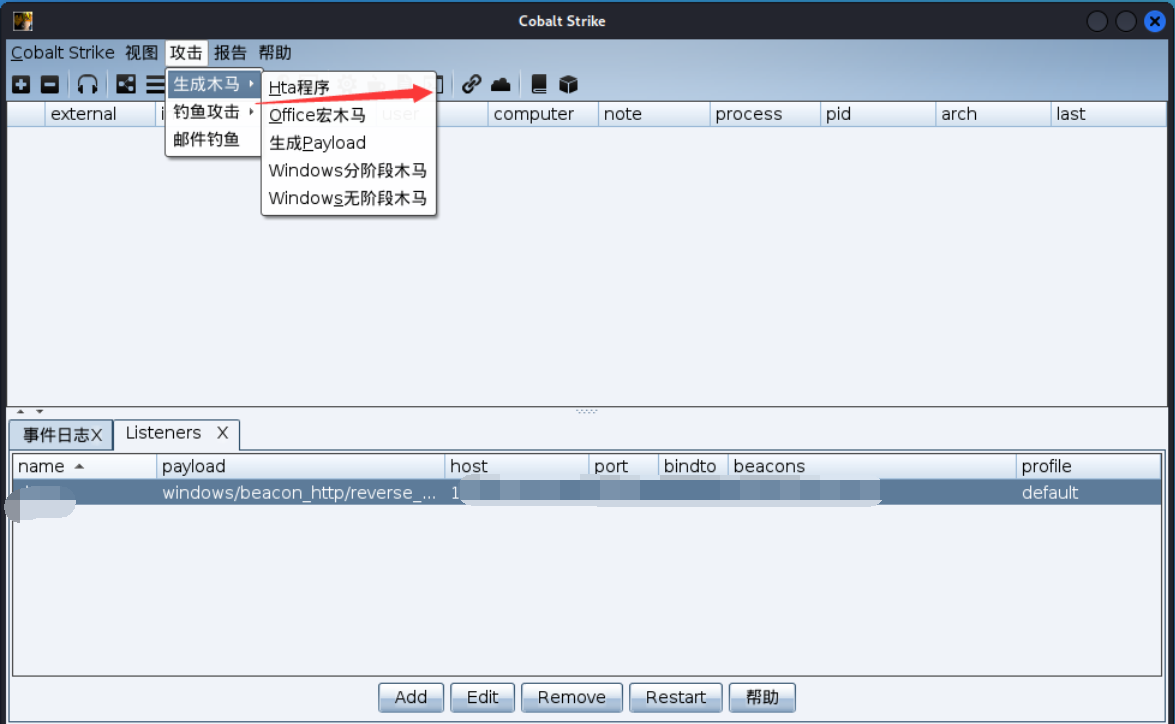 Cobalt Strike
Cobalt Strike 视图 攻击 报告 帮助
生成木马
钓鱼攻击
邮件钓鱼
Hta程序
Office宏木马
生成Payload
Windows分阶段木马
Windows无阶段木马
external user computer note process pid arch last
事件日志X Listeners X
name payload host port bindto beacons profile
windows/beacon_http/reverse_... 1 default
Add Edit Remove Restart 帮助